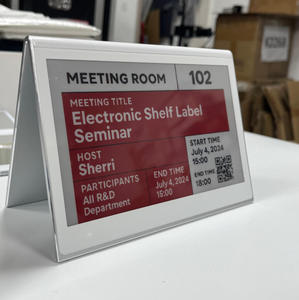 MEETING ROOM 102
MEETING TITLE
Electronic Shelf Label
Seminar
HOST
Sherri
PARTICIPANTS
All R&D
Department
END TIME
July 4, 2024
15:00
START TIME
July 4, 2024
15:00
END TIME
18:00